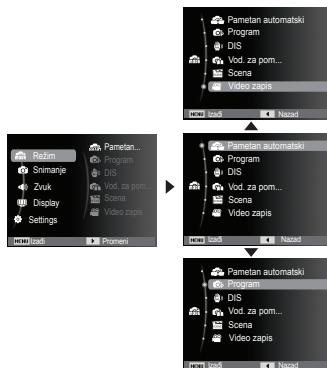 Režim
Snimanje
Zvuk
Display
Settings
Pametan...
Program
DIS
Vod. za pom...
Scena
Video zapis
MENU Izađi
Promeni
Pametan automatski
Program
DIS
Vod. za pom...
Scena
Video zapis
MENU Izađi
Nazad
Pametan automatski
Program
DIS
Vod. za pom...
Scena
Video zapis
MENU Izađi
Nazad
Pametan automatski
Program
DIS
Vod. za pom...
Scena
Video zapis
MENU Izađi
Nazad